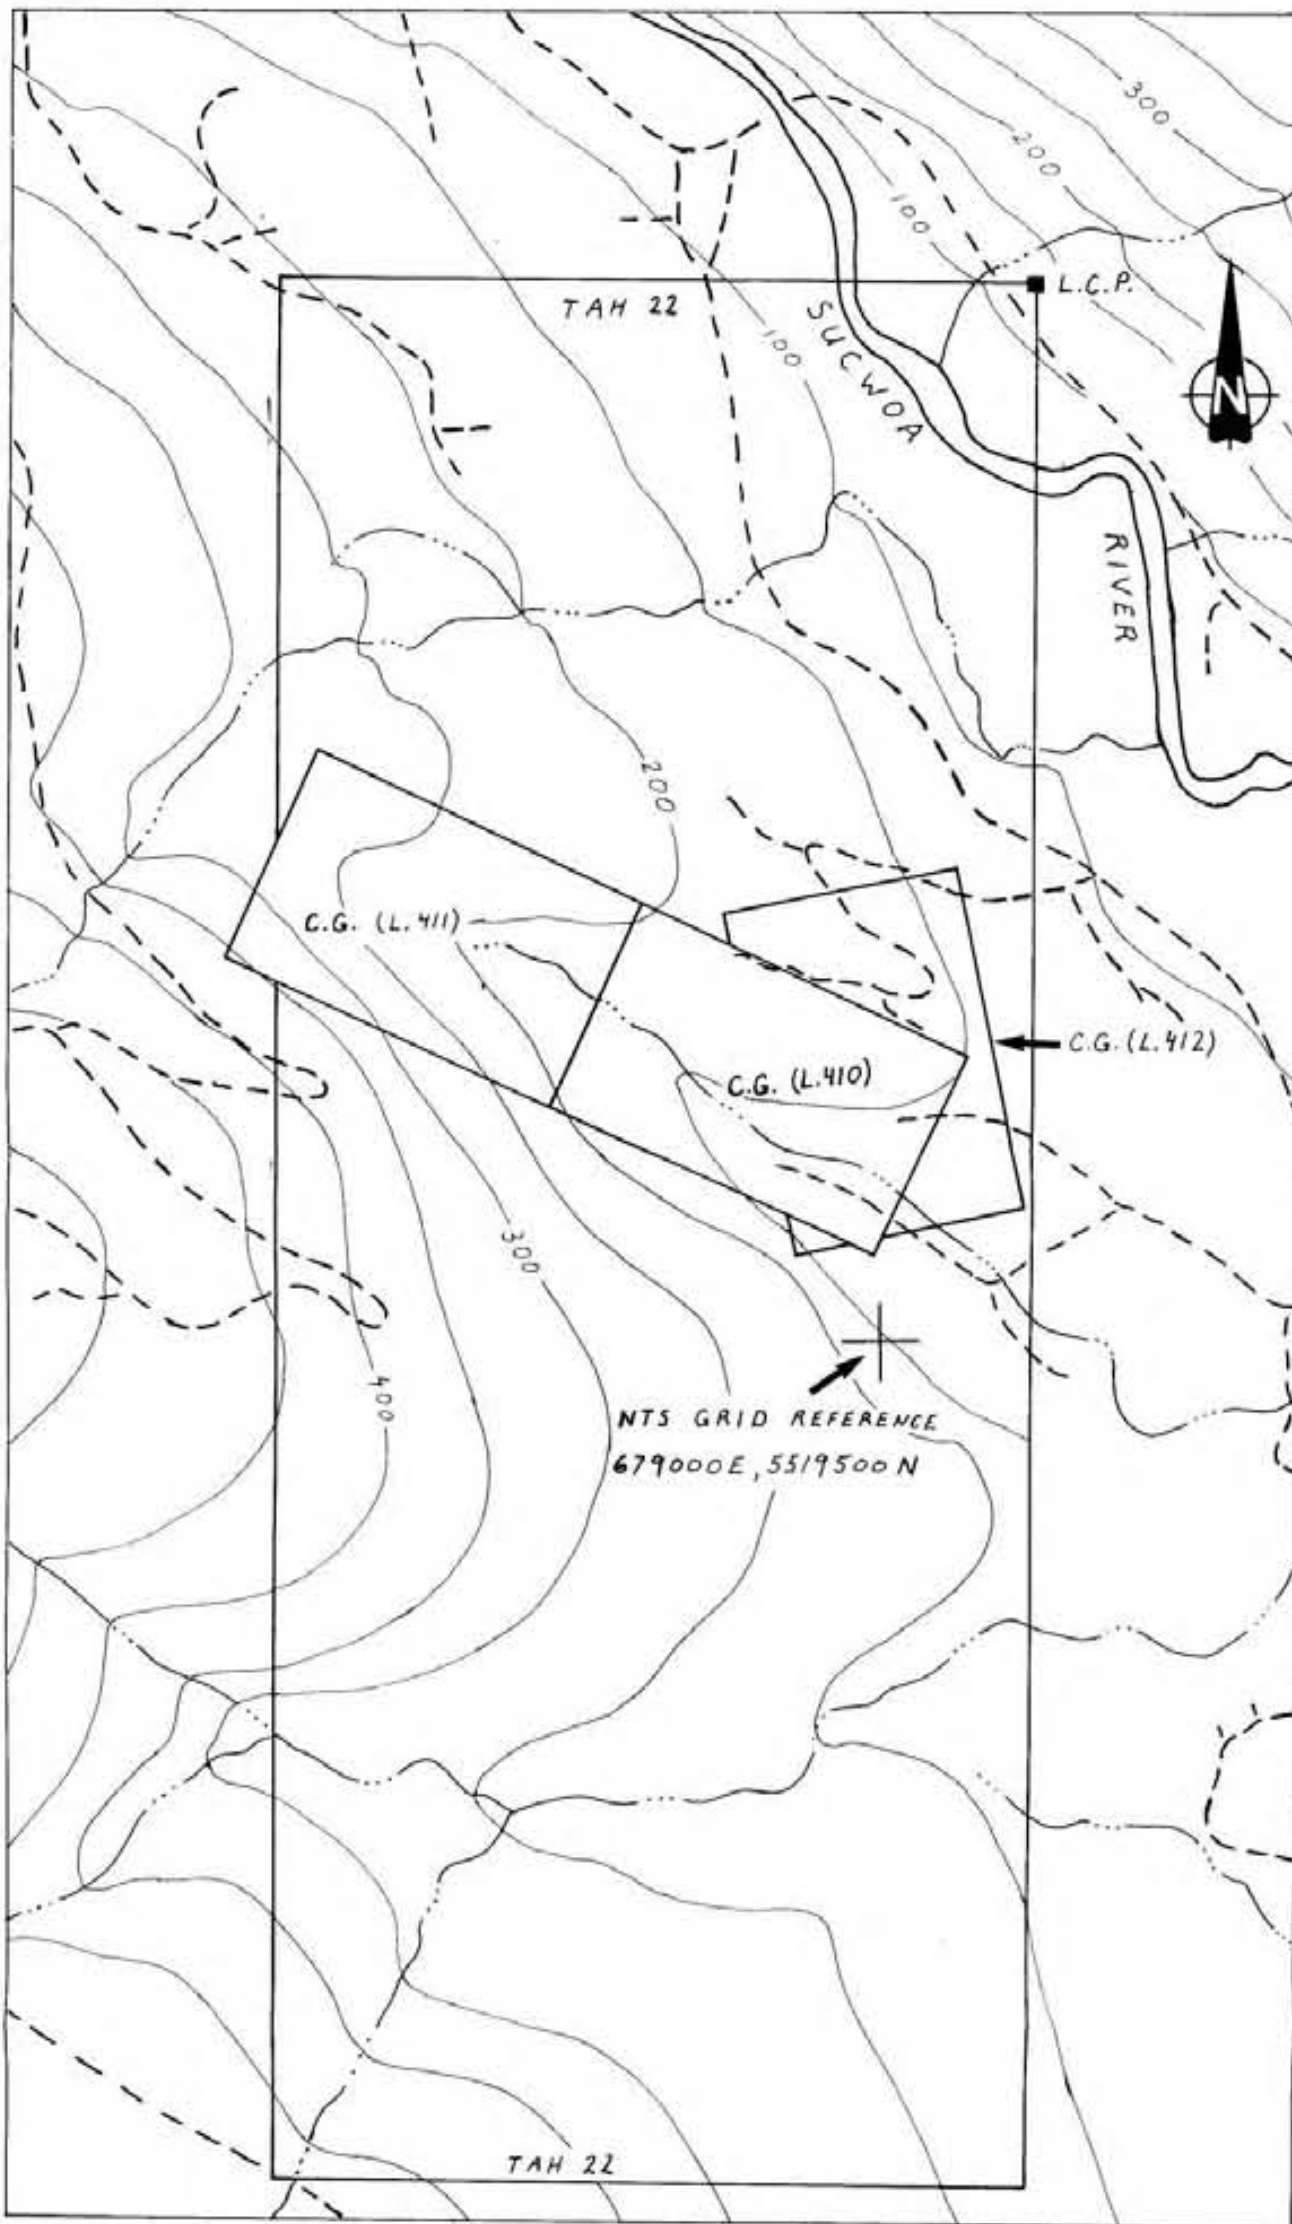 300
200
100
L.C.P.
TAH 22
SUCWOA
100
N
RIVER
200
C.G. (L.411)
C.G. (L.412)
C.G. (L.410)
300
400
NTS GRID REFERENCE
679000E, 5519500N
TAH 22